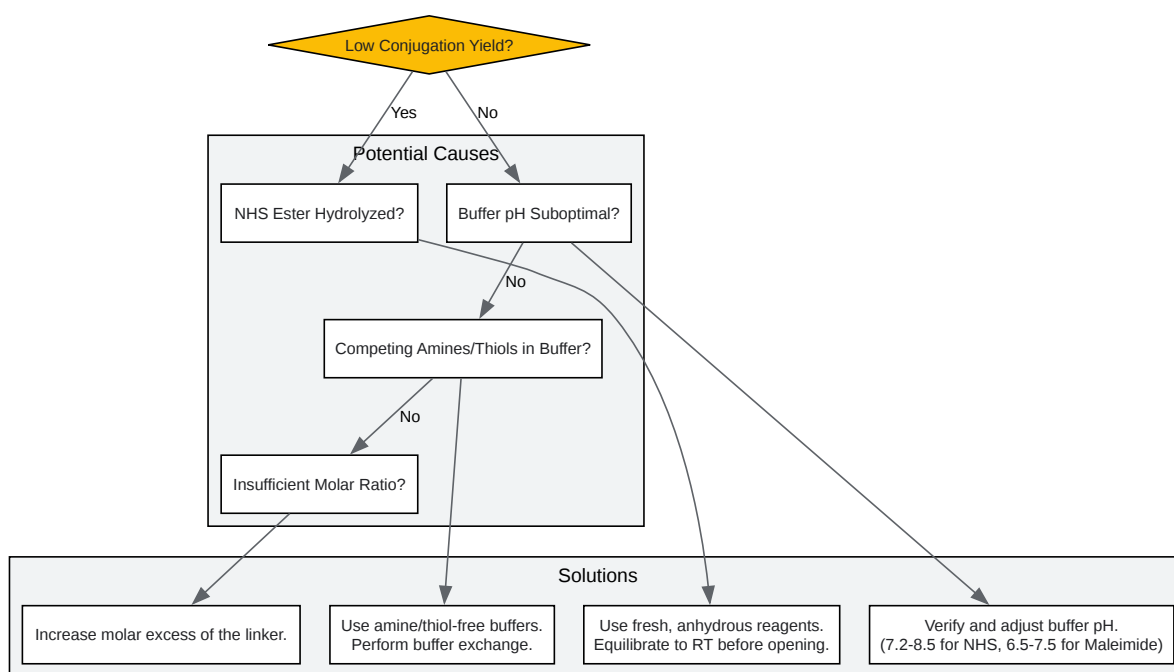 Low Conjugation Yield?
Yes
No
Potential Causes
NHS Ester Hydrolyzed?
Buffer pH Suboptimal?
No
Competing Amines/Thiols in Buffer?
No
Insufficient Molar Ratio?
Solutions
Increase molar excess of the linker.
Use amine/thiol-free buffers.
Perform buffer exchange.
Use fresh, anhydrous reagents.
Equilibrate to RT before opening.
Verify and adjust buffer pH.
(7.2-8.5 for NHS, 6.5-7.5 for Maleimide)